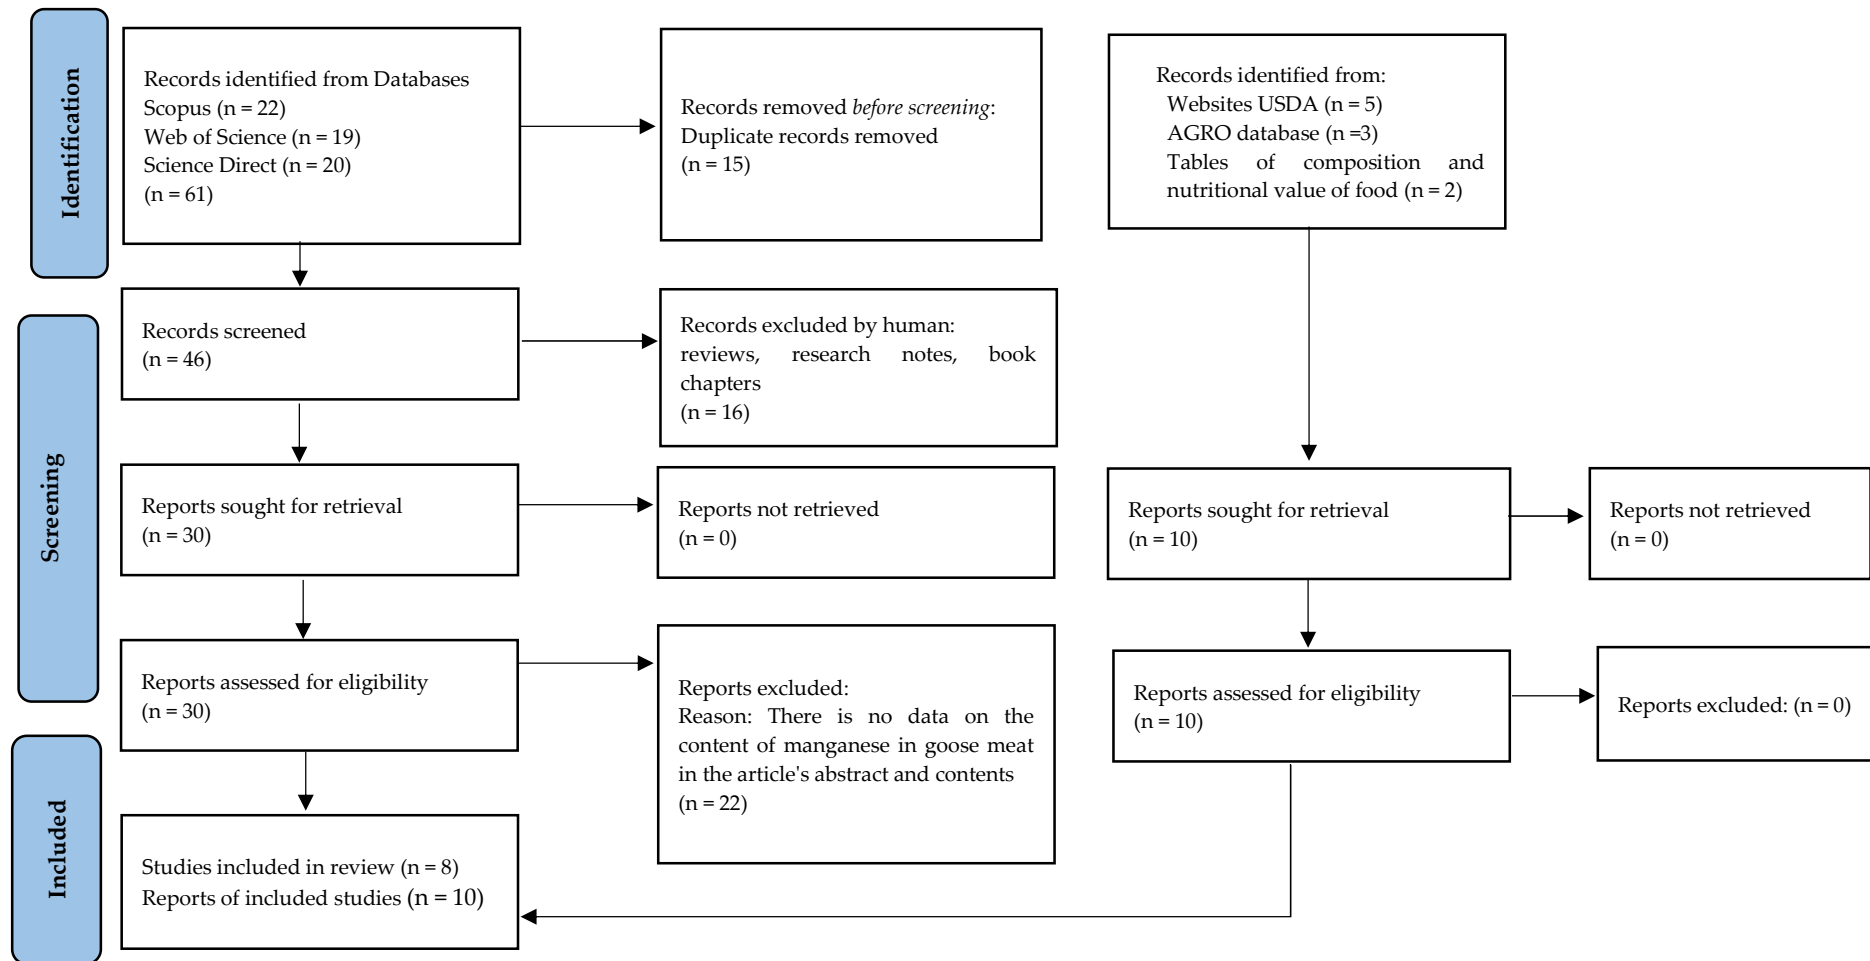 Identification
Records identified from Databases
Scopus (n = 22)
Web of Science (n = 19)
Science Direct (n = 20)
(n = 61)
Records removed before screening:
Duplicate records removed
(n = 15)
Records identified from:
Websites USDA (n = 5)
AGRO database (n =3)
Tables of composition and
nutritional value of food (n = 2)
Screening
Records screened
(n = 46)
Records excluded by human:
reviews, research notes, book
chapters
(n = 16)
Reports sought for retrieval
(n = 30)
Reports not retrieved
(n = 0)
Reports sought for retrieval
(n = 10)
Reports not retrieved
(n = 0)
Reports assessed for eligibility
(n = 30)
Reports excluded:
Reason: There is no data on the
content of manganese in goose meat
in the article's abstract and contents
(n = 22)
Reports assessed for eligibility
(n = 10)
Reports excluded: (n = 0)
Included
Studies included in review (n = 8)
Reports of included studies (n = 10)